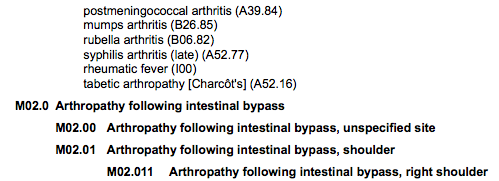 postmeningococcal arthritis (A39.84)
mumps arthritis (B26.85)
rubella arthritis (B06.82)
syphilis arthritis (late) (A52.77)
rheumatic fever (I00)
tabetic arthropathy [Charcôt's] (A52.16)
M02.0 Arthropathy following intestinal bypass
M02.00 Arthropathy following intestinal bypass, unspecified site
M02.01 Arthropathy following intestinal bypass, shoulder
M02.011 Arthropathy following intestinal bypass, right shoulder